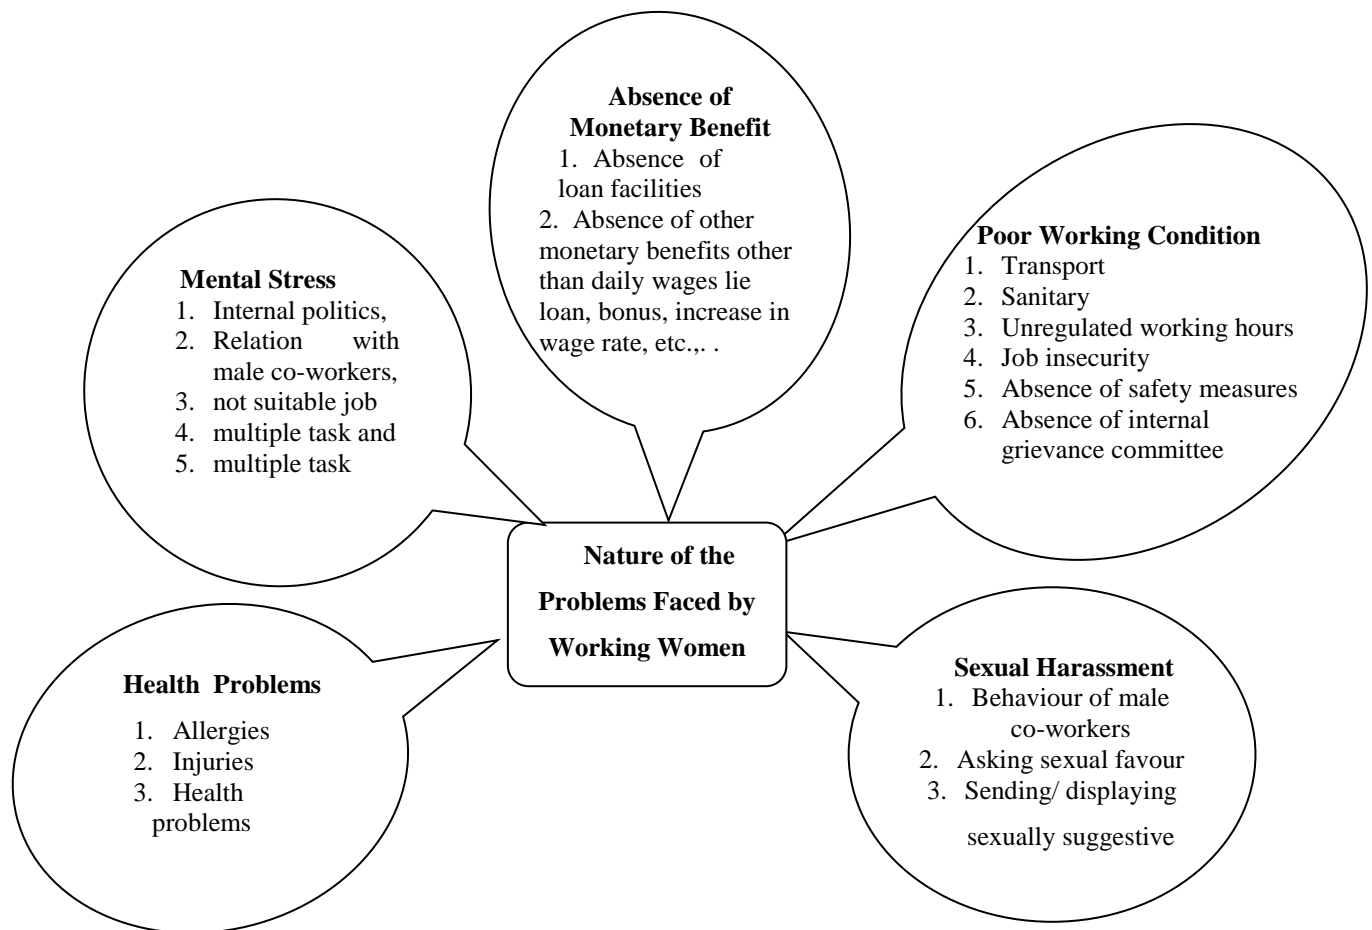 Absence of
Monetary Benefit
1. Absence of
loan facilities
2. Absence of other
monetary benefits other
than daily wages lie
loan, bonus, increase in
wage rate, etc.,. .
Mental Stress
1. Internal politics,
2. Relation with
male co-workers,
3. not suitable job
4. multiple task and
5. multiple task
Poor Working Condition
1. Transport
2. Sanitary
3. Unregulated working hours
4. Job insecurity
5. Absence of safety measures
6. Absence of internal
grievance committee
Nature of the
Problems Faced by
Working Women
Health Problems
1. Allergies
2. Injuries
3. Health
problems
Sexual Harassment
1. Behaviour of male
co-workers
2. Asking sexual favour
3. Sending/ displaying
sexually suggestive